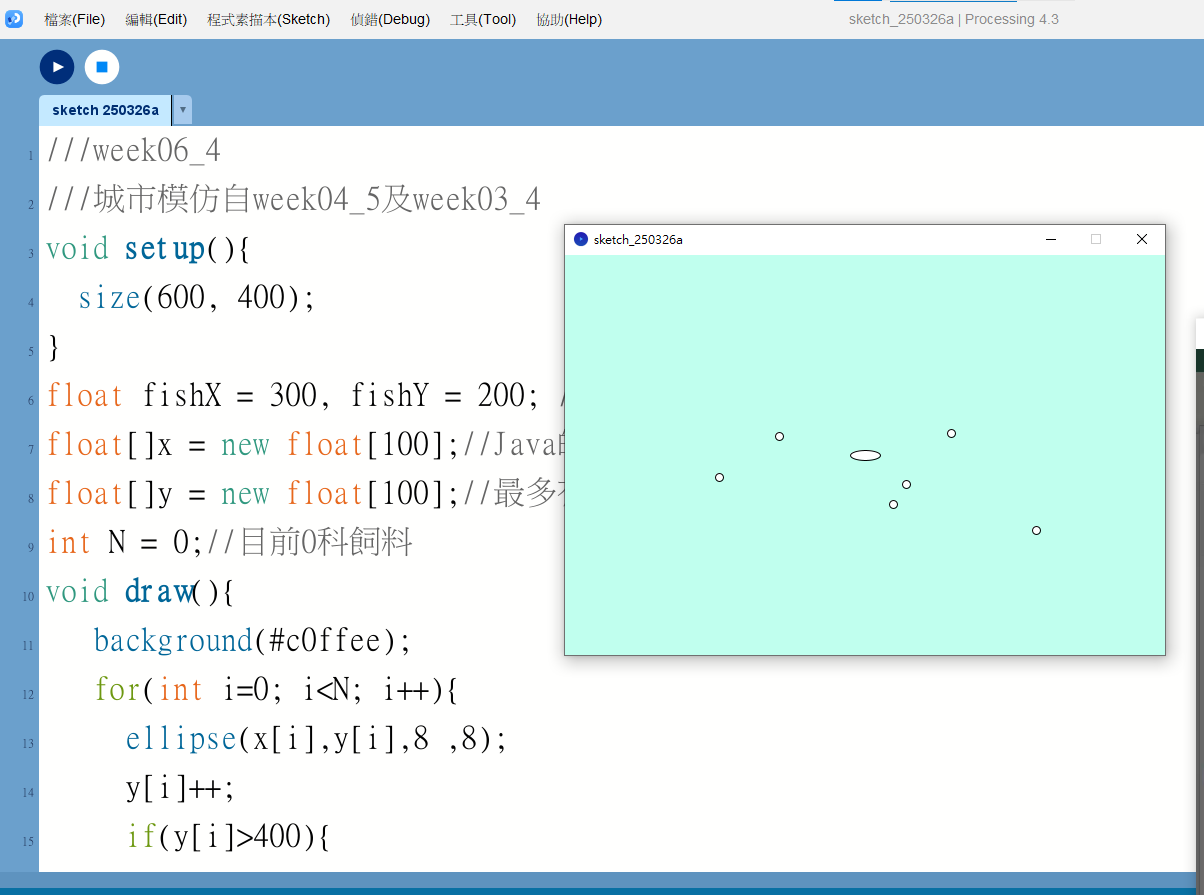 檔案(File) 編輯(Edit) 程式素描本(Sketch) 偵錯(Debug) 工具(Tool) 協助(Help) sketch_250326a | Processing 4.3
sketch 250326a
1 ///week06_4
2 ///城市模仿自week04_5及week03_4
3 void setup(){
4 size(600, 400);
5 }
6 float fishX = 300, fishY = 200; /
7 float[]x = new float[100];//Java的
8 float[]y = new float[100];//最多
9 int N = 0;//目前0科飼料
10 void draw(){
11 background(#c0ffee);
12 for(int i=0; i<N; i++){
13 ellipse(x[i],y[i],8 ,8);
14 y[i]++;
15 if(y[i]>400){
sketch_250326a